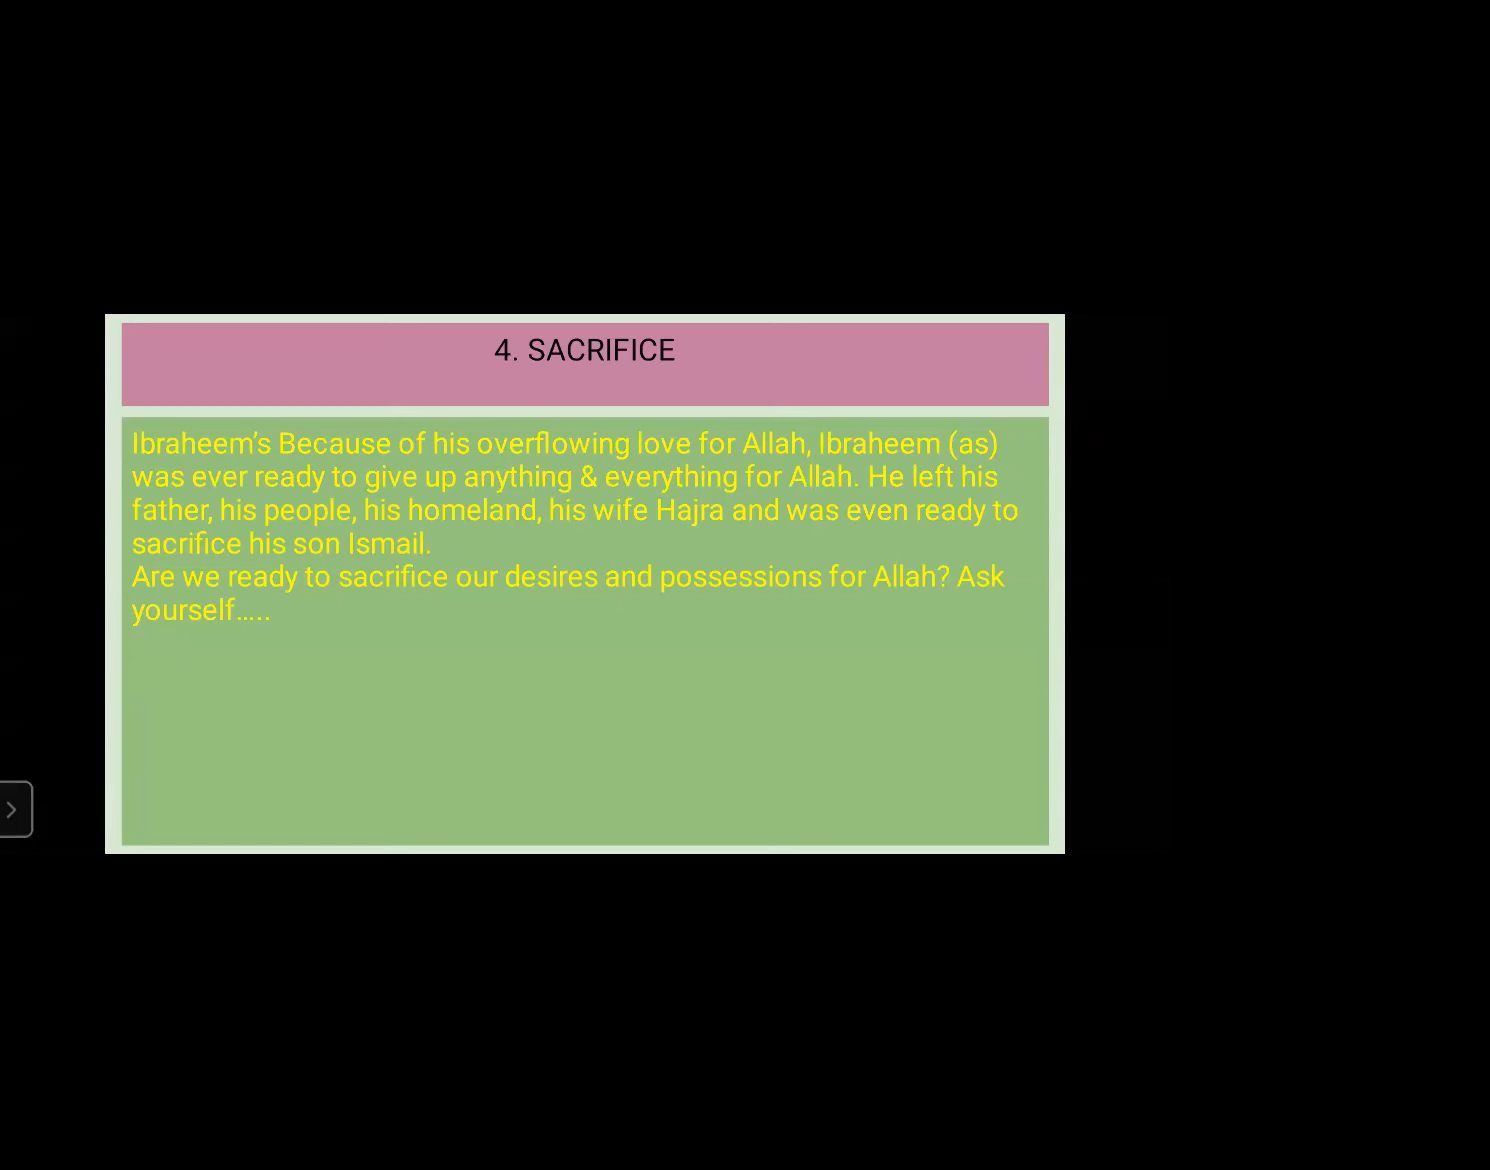 4. SACRIFICE
Ibraheem's Because of his overflowing love for Allah, Ibraheem (as)
was ever ready to give up anything & everything for Allah. He left his
father, his people, his homeland, his wife Hajra and was even ready to
sacrifice his son Ismail.
Are we ready to sacrifice our desires and possessions for Allah? Ask
yourself.....